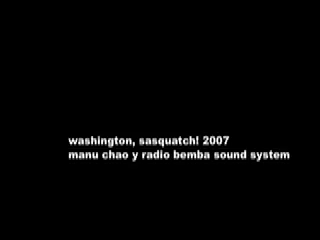 washington, sasquatch! 2007
manu chao y radio bemba sound system